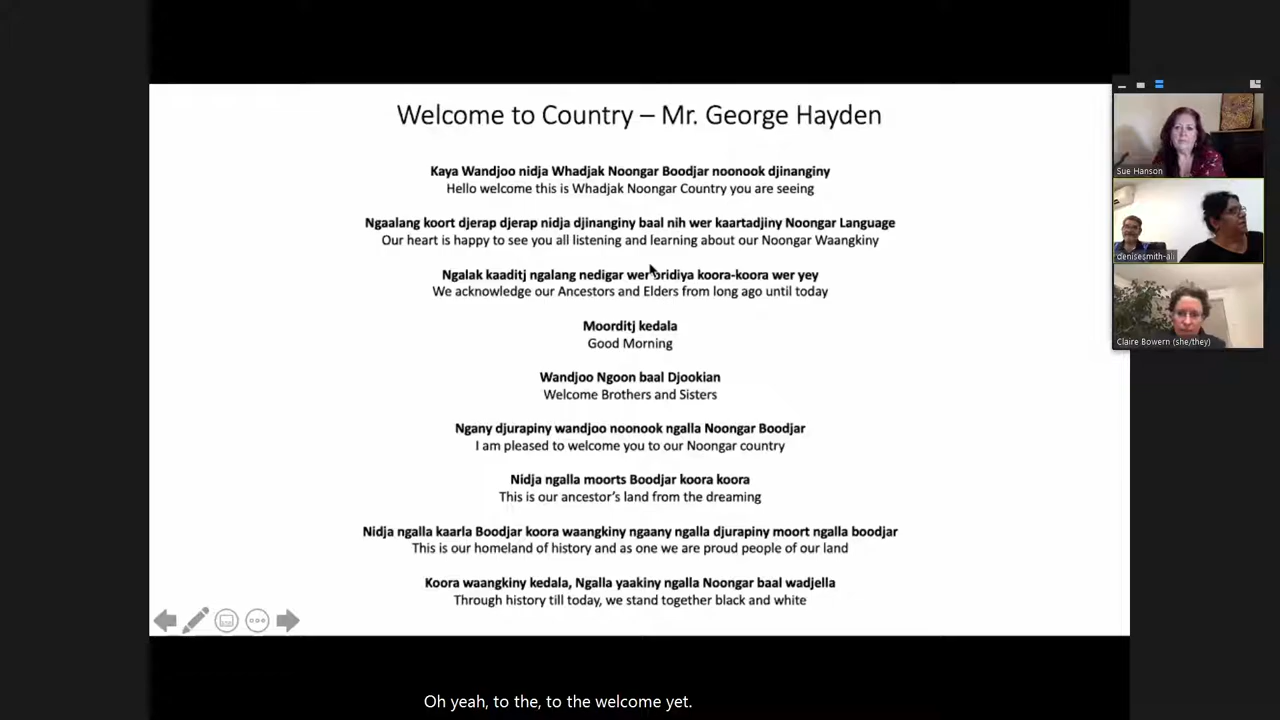 Welcome to Country – Mr. George Hayden
Kaya Wandjoo nidja Whadjak Noongar Boodjar noonook djinanginy
Hello welcome this is Whadjak Noongar Country you are seeing
Ngaalang koort djerap djerap nidja djinanginy baal nih wer kaartadjiny Noongar Language
Our heart is happy to see you all listening and learning about our Noongar Waangkiny
Ngalak kaaditj ngalang nedigar wer bridiya koora-koora wer yey
We acknowledge our Ancestors and Elders from long ago until today
Moorditj kedala
Good Morning
Wandjoo Ngoon baal Djookian
Welcome Brothers and Sisters
Ngany djurapiny wandjoo noonook ngalla Noongar Boodjar
I am pleased to welcome you to our Noongar country
Nidja ngalla moorts Boodjar koora koora
This is our ancestor's land from the dreaming
Nidja ngalla kaarla Boodjar koora waangkiny ngaany ngalla djurapiny moort ngalla boodjar
This is our homeland of history and as one we are proud people of our land
Koora waangkiny kedala, Ngalla yaakiny ngalla Noongar baal wadjella
Through history till today, we stand together black and white
Sue Hanson
denisesmith-ali
Claire Bowern (she/they)
Oh yeah, to the, to the welcome yet.